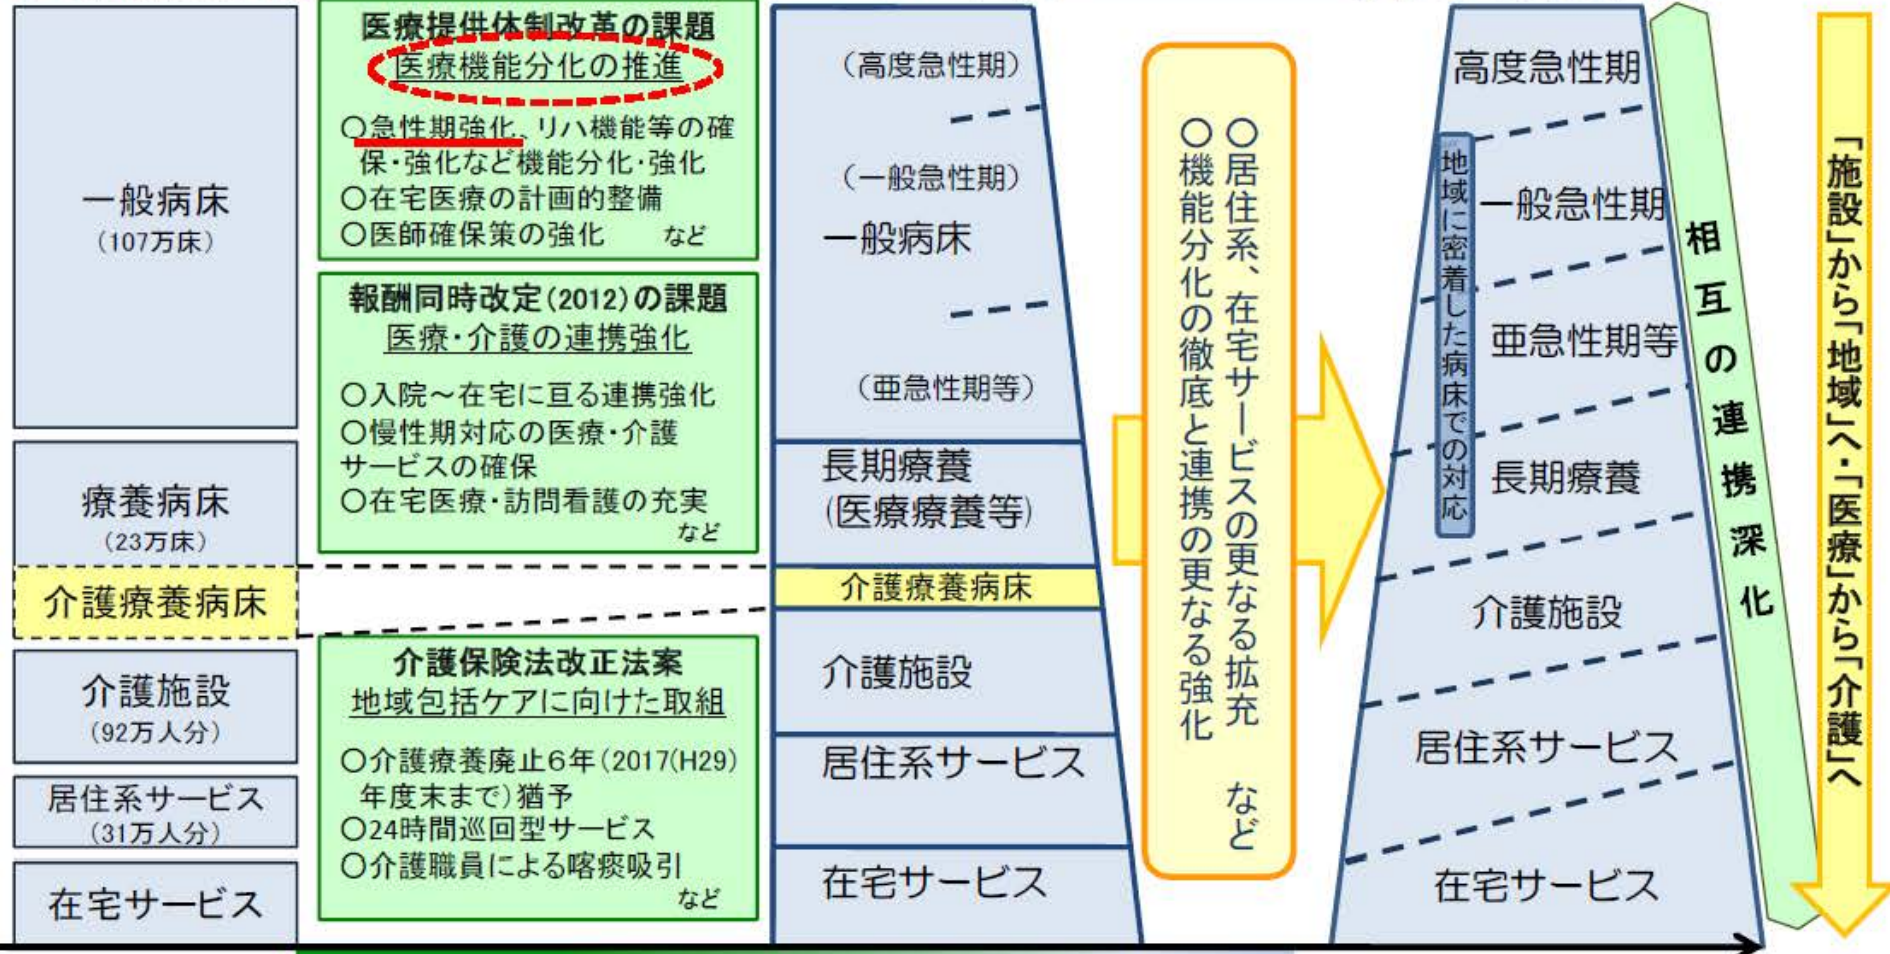 一般病床
(107万床)
療養病床
(23万床)
介護療養病床
介護施設
(92万人分)
居住系サービス
(31万人分)
在宅サービス
医療提供体制改革の課題
医療機能分化の推進
○急性期強化、リハ機能等の確
保・強化など機能分化・強化
○在宅医療の計画的整備
○医師確保策の強化 など
報酬同時改定(2012)の課題
医療・介護の連携強化
○入院～在宅に亘る連携強化
○慢性期対応の医療・介護
サービスの確保
○在宅医療・訪問看護の充実
など
介護保険法改正法案
地域包括ケアに向けた取組
○介護療養廃止6年(2017(H29)
年度末まで)猶予
○24時間巡回型サービス
○介護職員による喀痰吸引
など
(高度急性期)
(一般急性期)
一般病床
(亜急性期等)
長期療養
(医療療養等)
介護療養病床
介護施設
居住系サービス
在宅サービス
○居住系、在宅サービスの更なる拡充
○機能分化の徹底と連携の更なる強化
など
高度急性期
一般急性期
亜急性期等
長期療養
介護施設
居住系サービス
在宅サービス
地域に密着した病床での対応
相互の連携深化
「施設」から「地域」へ・「医療」から「介護」へ